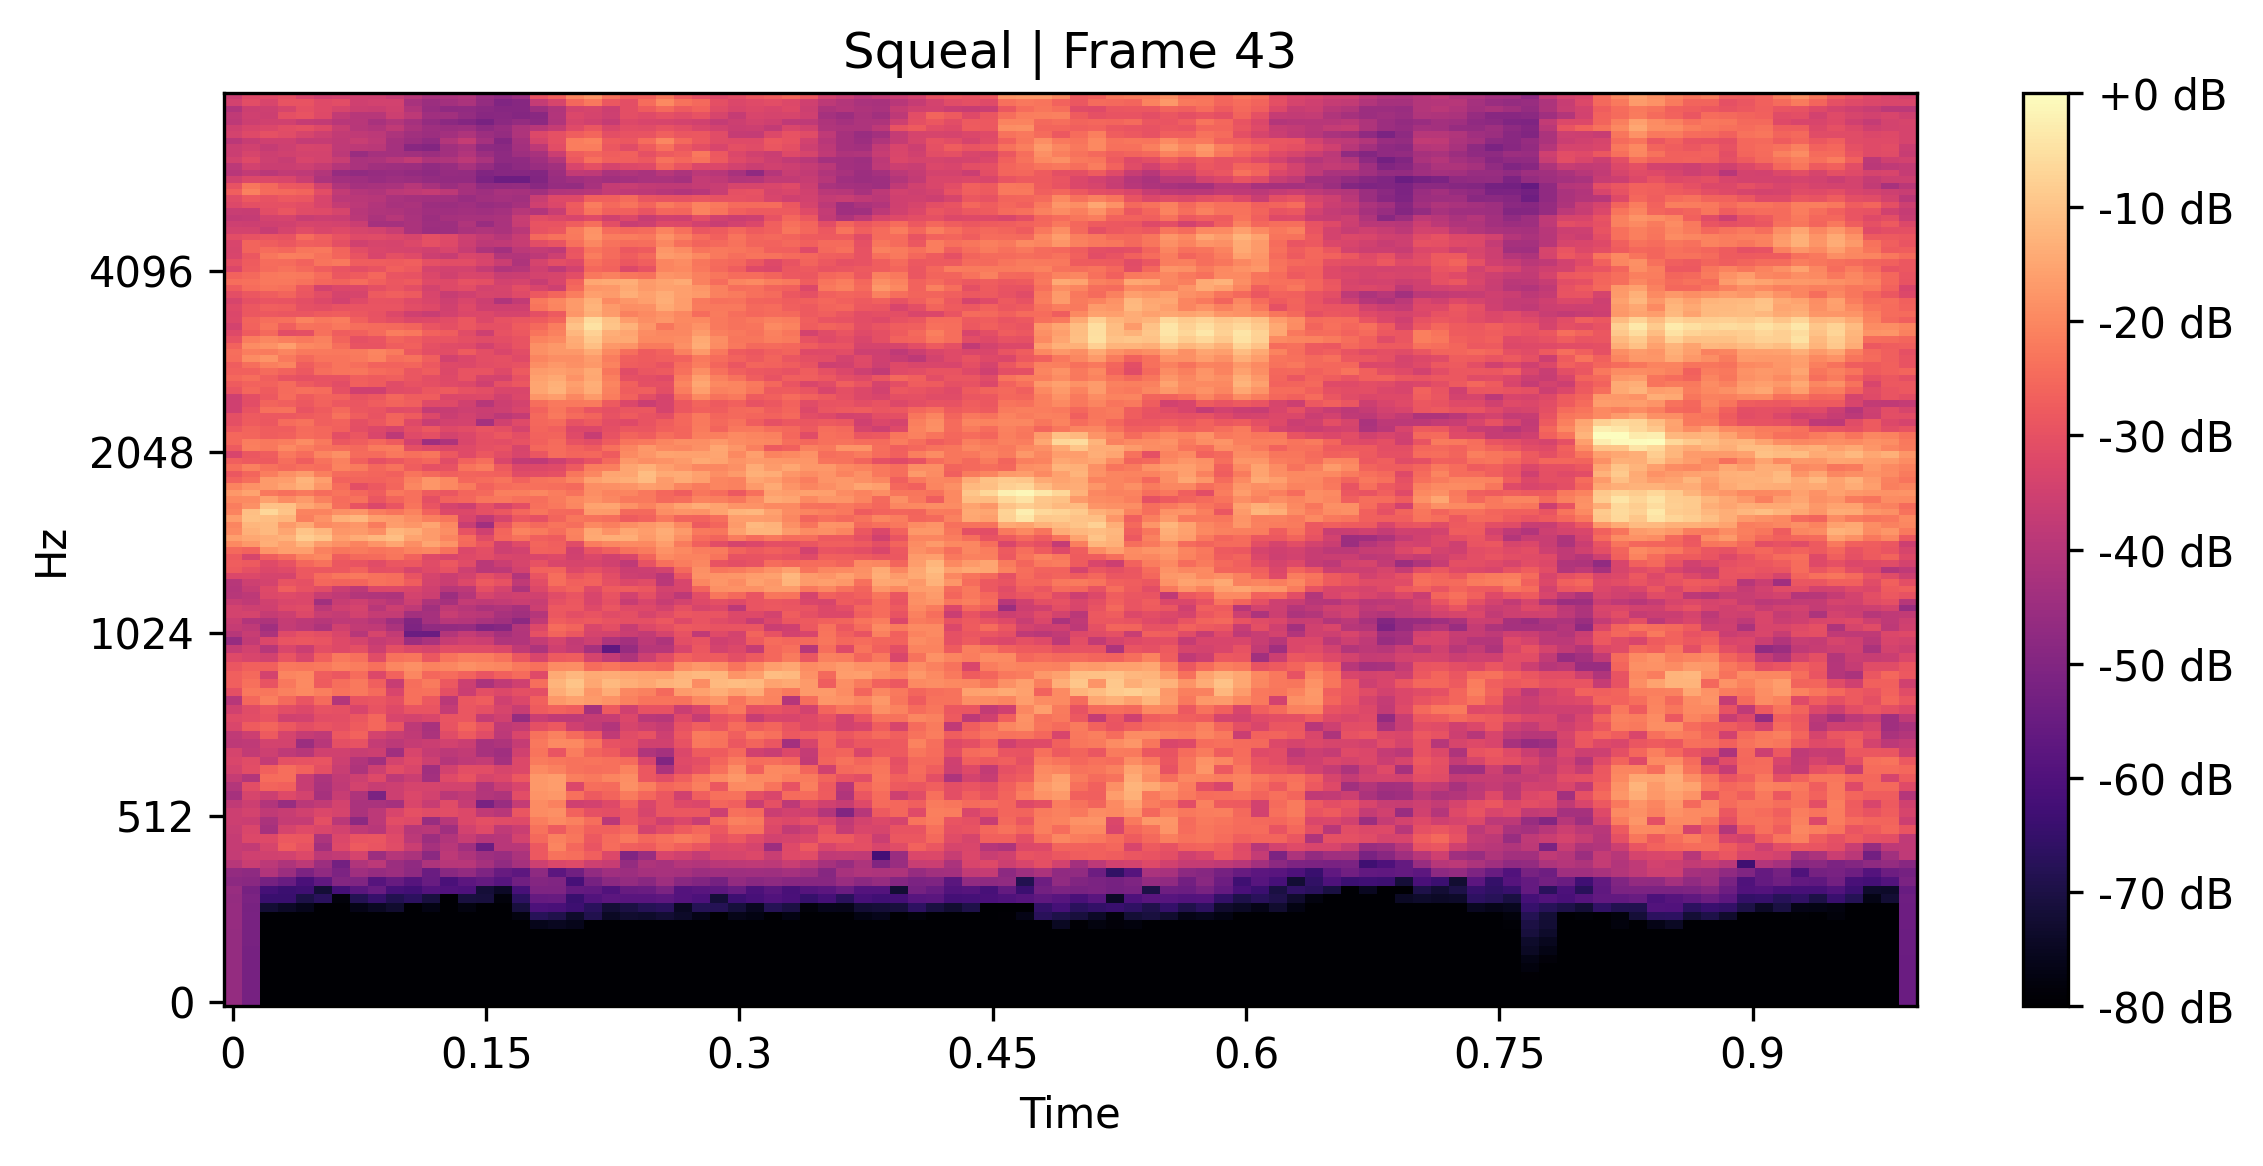 Squeal | Frame 43
Hz
4096
2048
1024
512
0
0 0.15 0.3 0.45 0.6 0.75 0.9
Time
+0 dB
-10 dB
-20 dB
-30 dB
-40 dB
-50 dB
-60 dB
-70 dB
-80 dB